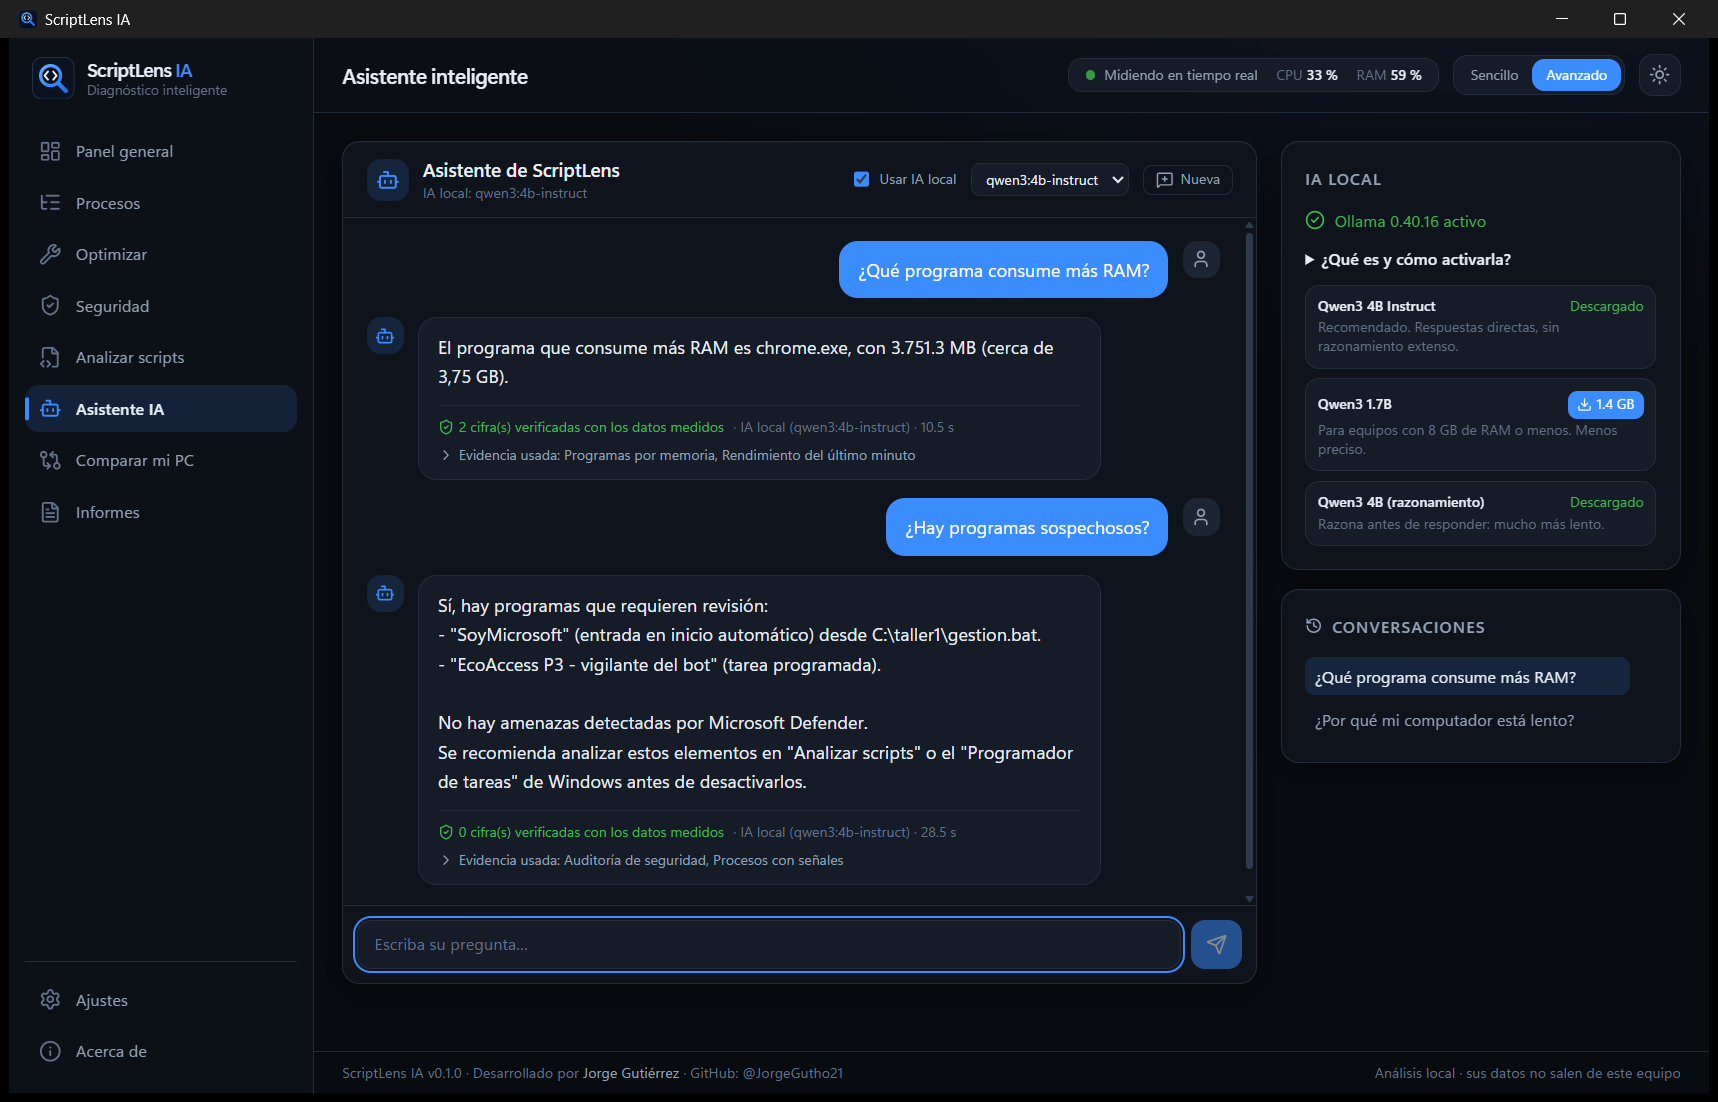 ScriptLens IA
ScriptLens IA
Diagnóstico inteligente
Panel general
Procesos
Optimizar
Seguridad
Analizar scripts
Asistente IA
Comparar mi PC
Informes
Ajustes
Acerca de
Asistente inteligente
Midiendo en tiempo real CPU 33 % RAM 59 %
Sencillo Avanzado
Asistente de ScriptLens
IA local: qwen3:4b-instruct
Usar IA local
qwen3:4b-instruct
Nueva
¿Qué programa consume más RAM?
El programa que consume más RAM es chrome.exe, con 3.751.3 MB (cerca de
3,75 GB).
2 cifra(s) verificadas con los datos medidos · IA local (qwen3:4b-instruct) · 10.5 s
Evidencia usada: Programas por memoria, Rendimiento del último minuto
¿Hay programas sospechosos?
Sí, hay programas que requieren revisión:
- "SoyMicrosoft" (entrada en inicio automático) desde C:\taller1\gestion.bat.
- "EcoAccess P3 - vigilante del bot" (tarea programada).
No hay amenazas detectadas por Microsoft Defender.
Se recomienda analizar estos elementos en "Analizar scripts" o el "Programador
de tareas" de Windows antes de desactivarlos.
0 cifra(s) verificadas con los datos medidos · IA local (qwen3:4b-instruct) · 28.5 s
Evidencia usada: Auditoría de seguridad, Procesos con señales
Escriba su pregunta...
IA LOCAL
Ollama 0.40.16 activo
¿Qué es y cómo activarla?
Qwen3 4B Instruct Descargado
Recomendado. Respuestas directas, sin
razonamiento extenso.
Qwen3 1.7B 1.4 GB
Para equipos con 8 GB de RAM o menos. Menos
preciso.
Qwen3 4B (razonamiento) Descargado
Razona antes de responder: mucho más lento.
CONVERSACIONES
¿Qué programa consume más RAM?
¿Por qué mi computador está lento?
ScriptLens IA v0.1.0 · Desarrollado por Jorge Gutiérrez · GitHub: @JorgeGutho21
Análisis local · sus datos no salen de este equipo